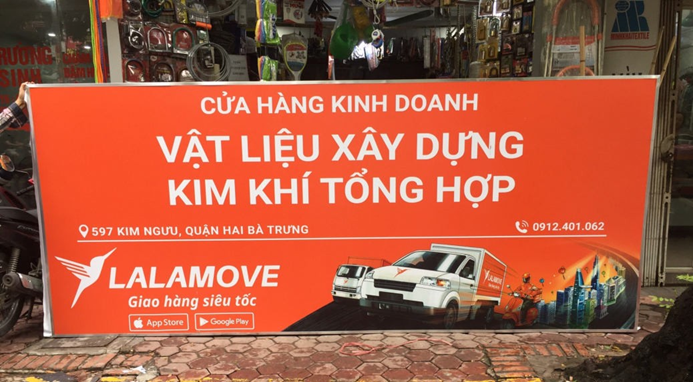 CỬA HÀNG KINH DOANH
VẬT LIỆU XÂY DỰNG
KIM KHÍ TỔNG HỢP
597 KIM NGƯU, QUẬN HAI BÀ TRƯNG
0912.401.062
LALAMOVE
Giao hàng siêu tốc
App Store
Google Play
LALAMOVE